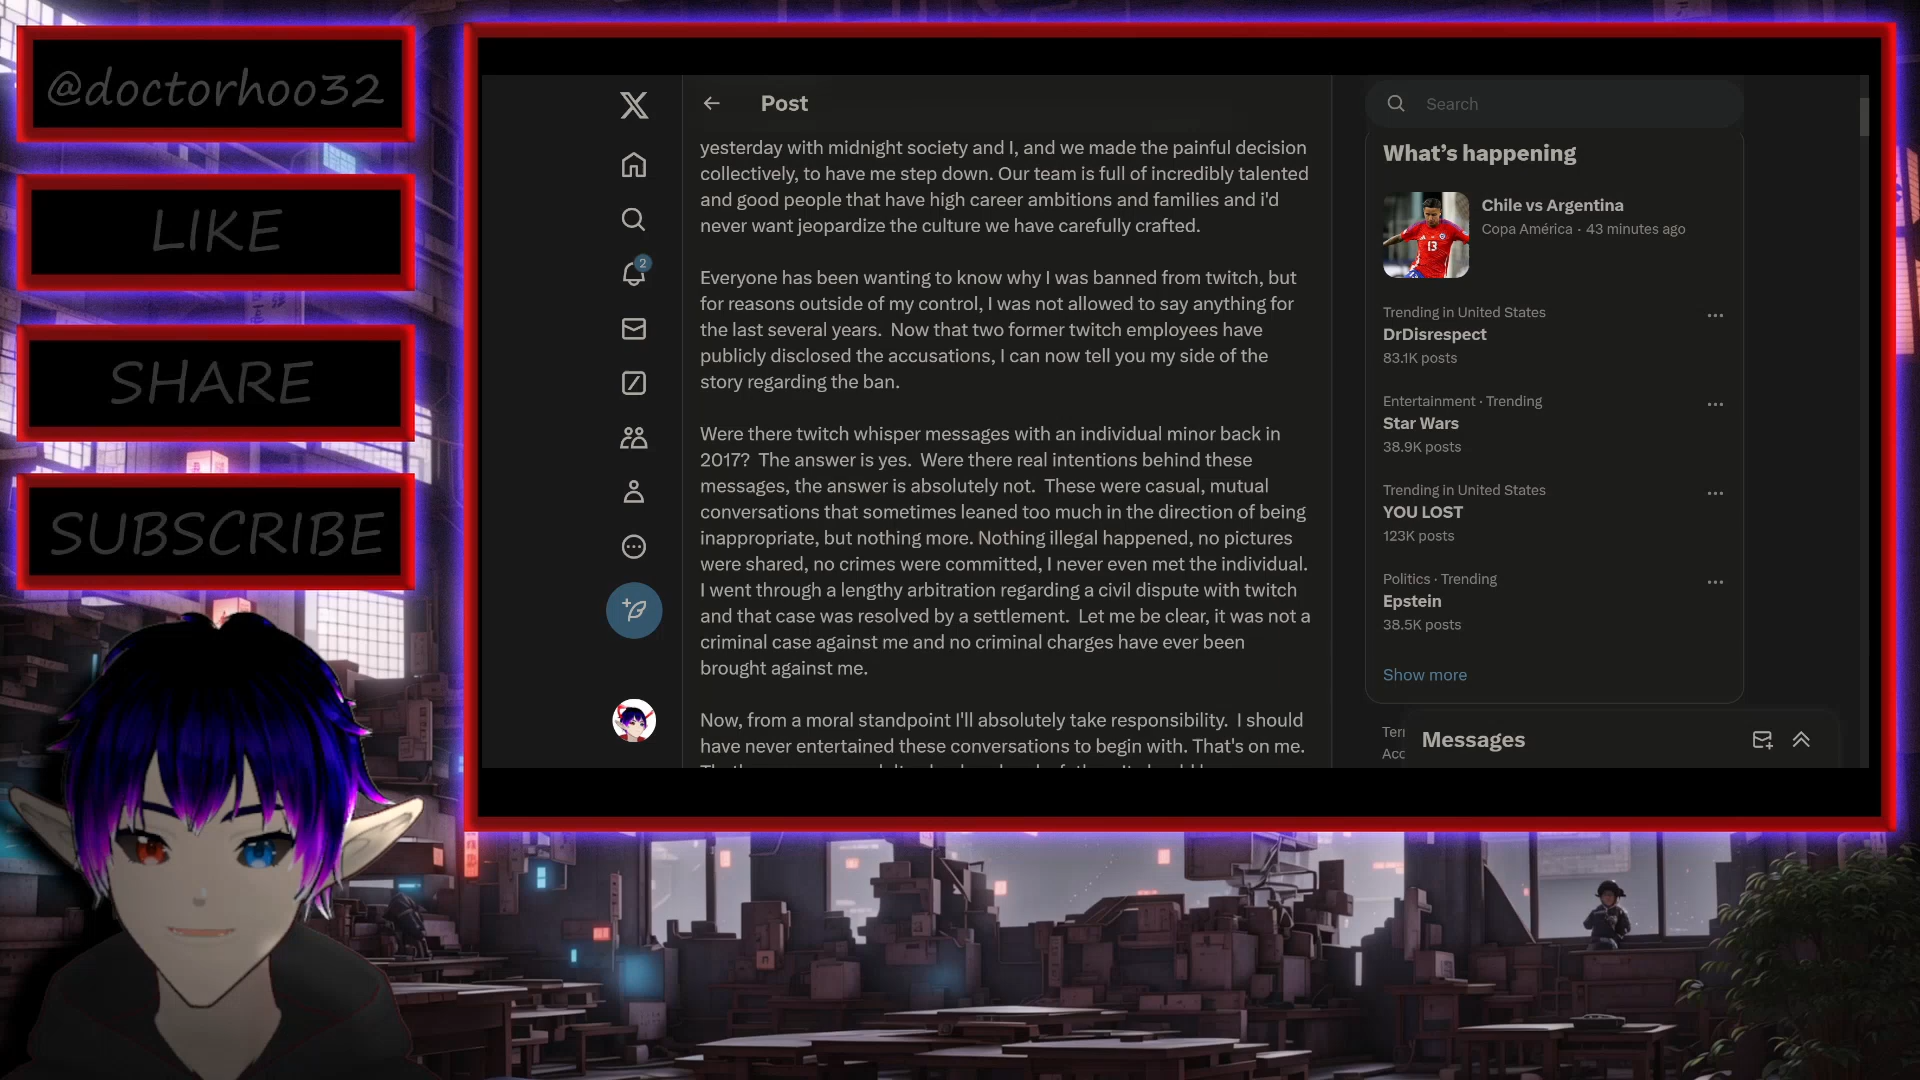 @doctorhoo32
LIKE
SHARE
SUBSCRIBE
Post
yesterday with midnight society and I, and we made the painful decision
collectively, to have me step down. Our team is full of incredibly talented
and good people that have high career ambitions and families and i'd
never want jeopardize the culture we have carefully crafted.
Everyone has been wanting to know why I was banned from twitch, but
for reasons outside of my control, I was not allowed to say anything for
the last several years.  Now that two former twitch employees have
publicly disclosed the accusations, I can now tell you my side of the
story regarding the ban.
Were there twitch whisper messages with an individual minor back in
2017?  The answer is yes.  Were there real intentions behind these
messages, the answer is absolutely not.  These were casual, mutual
conversations that sometimes leaned too much in the direction of being
inappropriate, but nothing more. Nothing illegal happened, no pictures
were shared, no crimes were committed, I never even met the individual.
I went through a lengthy arbitration regarding a civil dispute with twitch
and that case was resolved by a settlement.  Let me be clear, it was not a
criminal case against me and no criminal charges have ever been
brought against me.
Now, from a moral standpoint I'll absolutely take responsibility.  I should
have never entertained these conversations to begin with. That's on me.
2
Search
What's happening
Chile vs Argentina
Copa América · 43 minutes ago
13
Trending in United States
DrDisrespect
83.1K posts
Entertainment · Trending
Star Wars
38.9K posts
Trending in United States
YOU LOST
123K posts
Politics · Trending
Epstein
38.5K posts
Show more
Messages